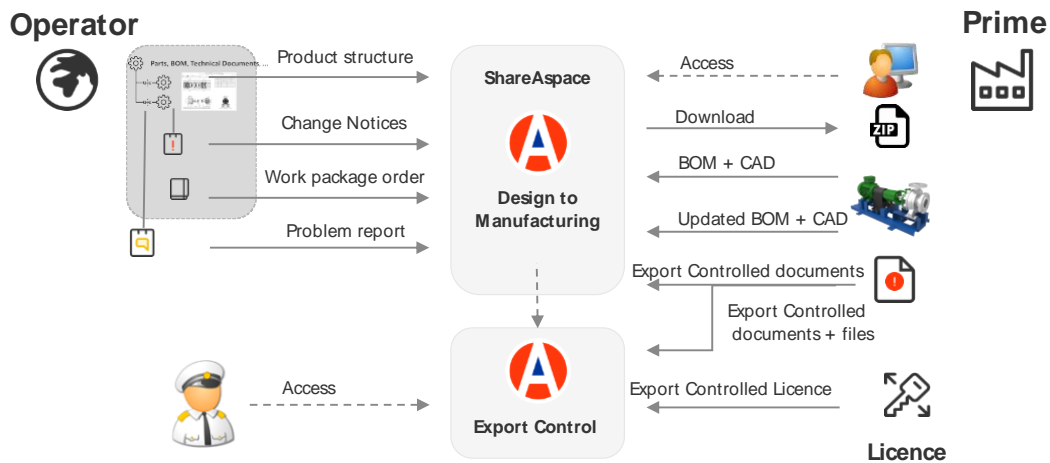 Operator
Prime
Parts, BOM, Technical Documents. ...
Product structure
Change Notices
Work package order
Problem report
ShareAspace
Design to
Manufacturing
Access
Download
ZIP
BOM + CAD
Updated BOM + CAD
Export Controlled documents
Export Controlled
documents + files
Access
Export Control
Export Controlled Licence
Licence